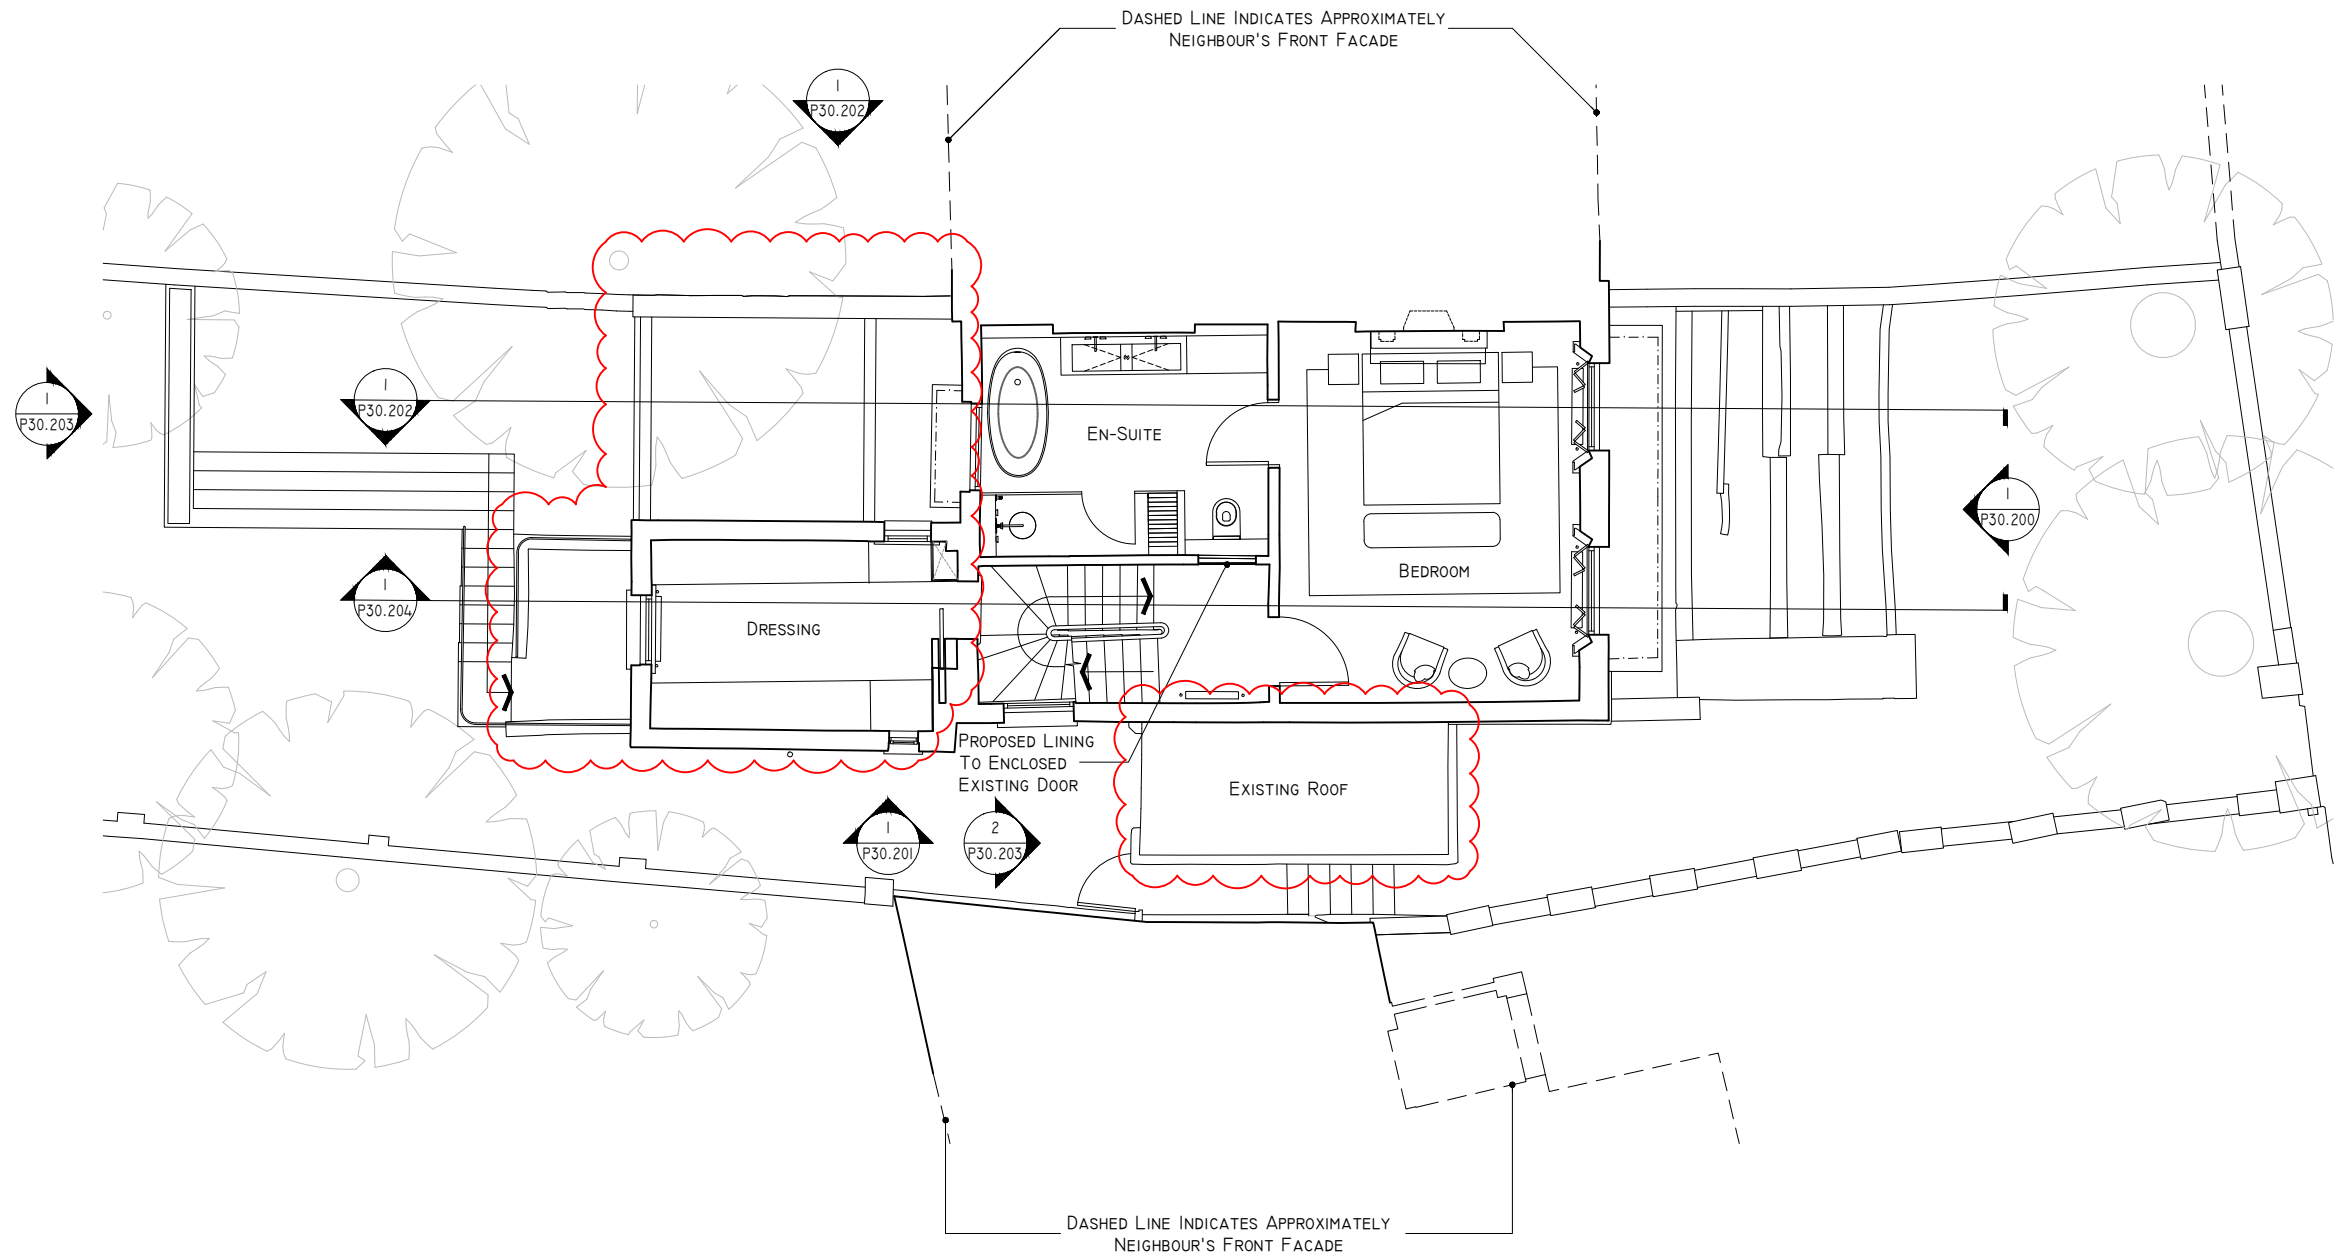 DASHED LINE INDICATES APPROXIMATELY
NEIGHBOUR'S FRONT FACADE
1
P30.202
1
P30.203
1
P30.202
EN-SUITE
1
P30.200
BEDROOM
1
P30.204
DRESSING
PROPOSED LINING
TO ENCLOSED
EXISTING DOOR
EXISTING ROOF
1
P30.201
2
P30.203
DASHED LINE INDICATES APPROXIMATELY
NEIGHBOUR'S FRONT FACADE